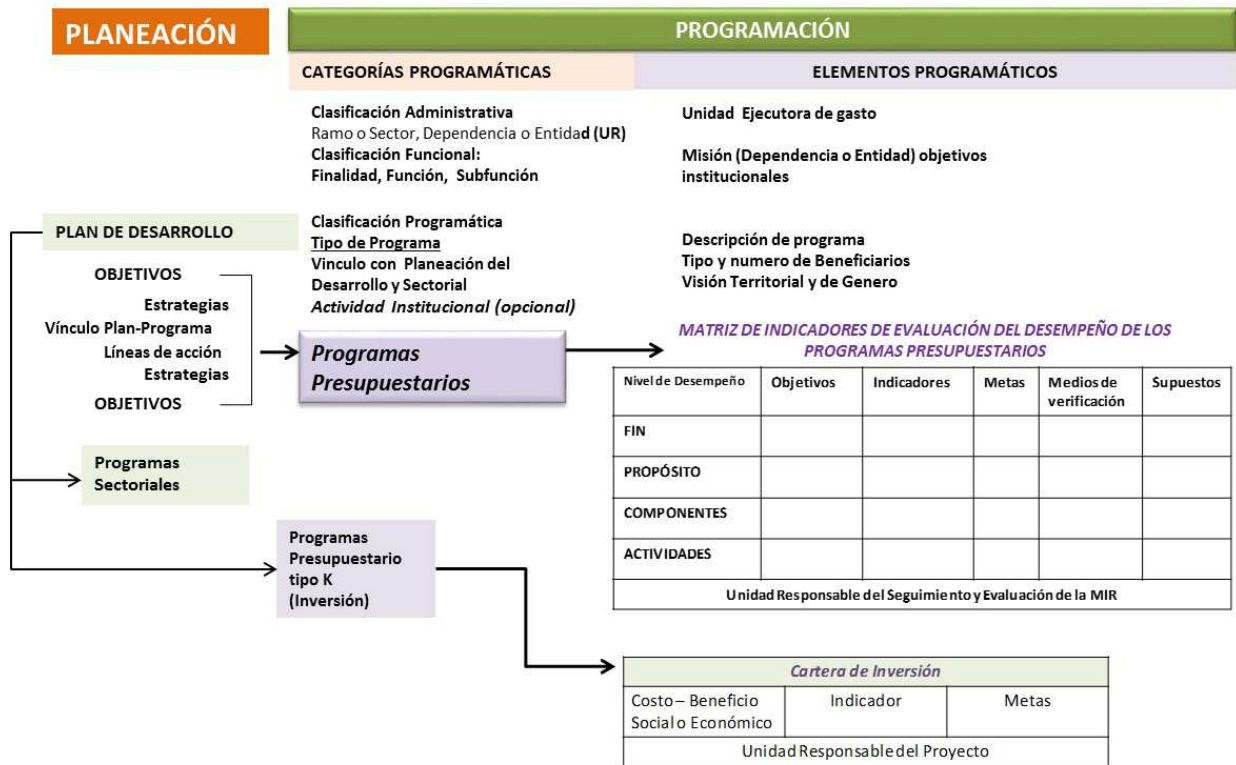 PLANEACIÓN
PROGRAMACIÓN
CATEGORÍAS PROGRAMÁTICAS
ELEMENTOS PROGRAMÁTICOS
Clasificación Administrativa
Ramo o Sector, Dependencia o Entidad (UR)
Clasificación Funcional:
Finalidad, Función, Subfunción
Unidad Ejecutora de gasto
Misión (Dependencia o Entidad) objetivos
institucionales
PLAN DE DESARROLLO
OBJETIVOS
Estrategias
Vínculo Plan-Programa
Líneas de acción
Estrategias
OBJETIVOS
Clasificación Programática
Tipo de Programa
Vinculo con Planeación del
Desarrollo y Sectorial
Actividad Institucional (opcional)
Descripción de programa
Tipo y numero de Beneficiarios
Visión Territorial y de Genero
Programas
Presupuestarios
MATRIZ DE INDICADORES DE EVALUACIÓN DEL DESEMPEÑO DE LOS
PROGRAMAS PRESUPUESTARIOS
Nivel de Desempeño Objetivos Indicadores Metas Medios de verificación Supuestos
FIN
PROPÓSITO
COMPONENTES
ACTIVIDADES
Unidad Responsable del Seguimiento y Evaluación de la MIR
Programas
Sectoriales
Programas
Presupuestario
tipo K
(Inversión)
Cartera de Inversión
Costo – Beneficio Social o Económico Indicador Metas
Unidad Responsable del Proyecto